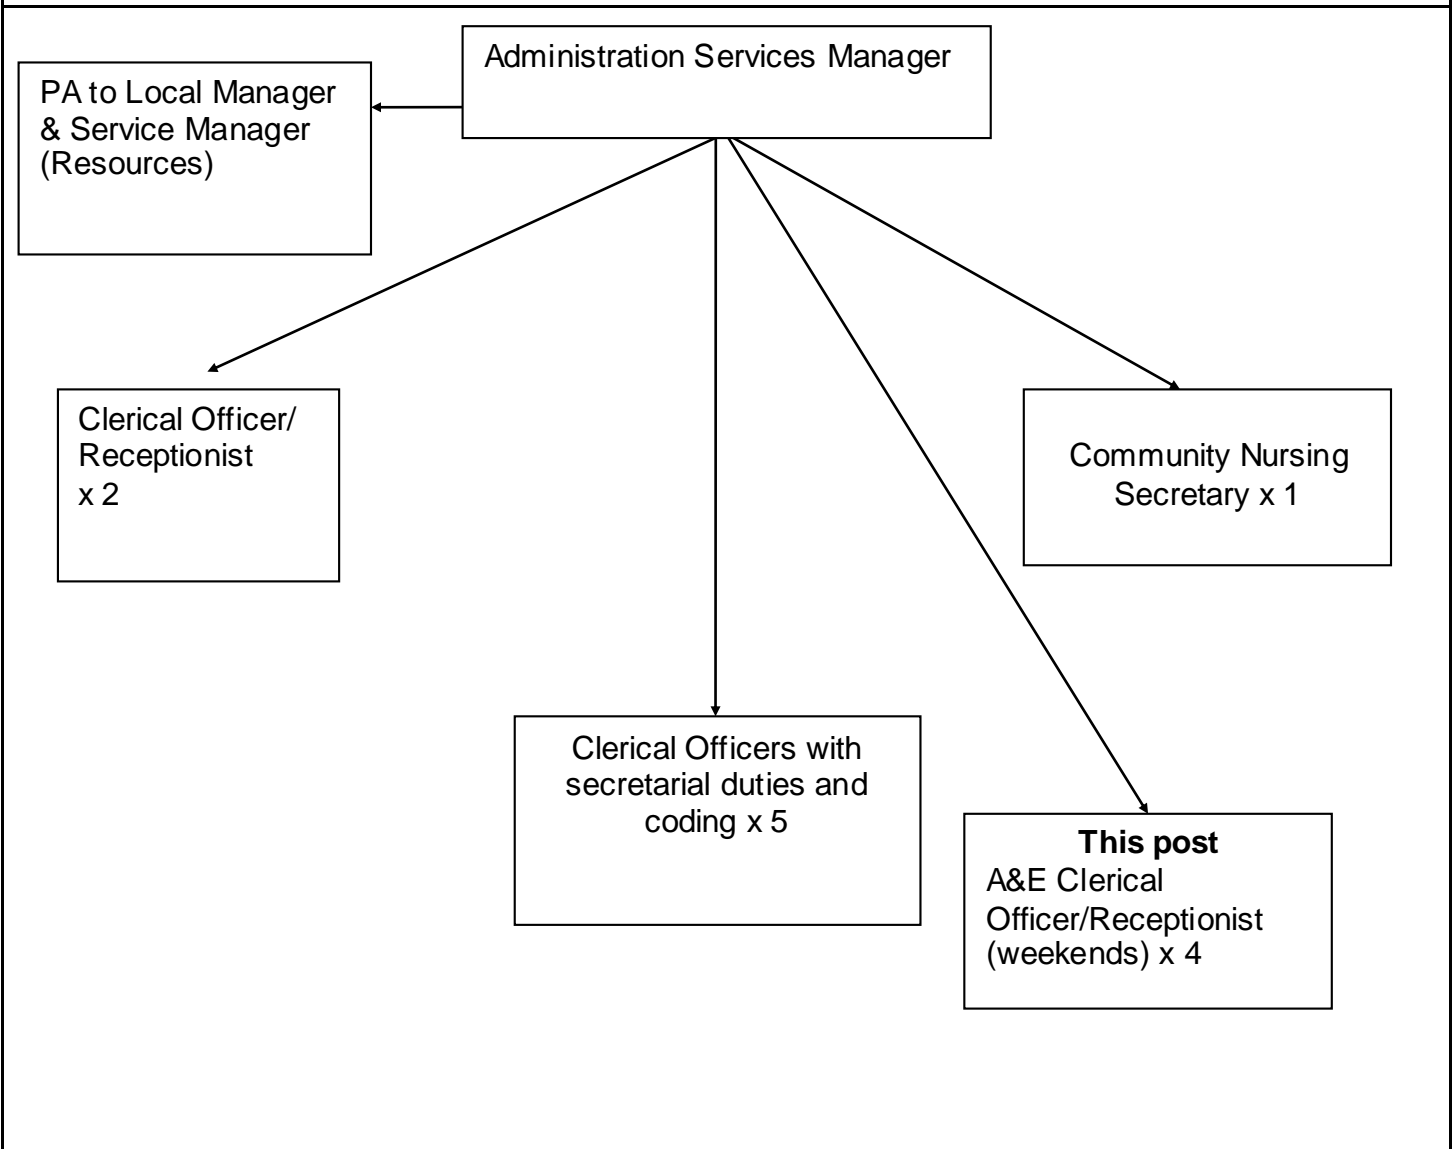 Administration Services Manager
PA to Local Manager
& Service Manager
(Resources)
Clerical Officer/
Receptionist
x 2
Community Nursing
Secretary x 1
Clerical Officers with
secretarial duties and
coding x 5
This post
A&E Clerical
Officer/Receptionist
(weekends) x 4